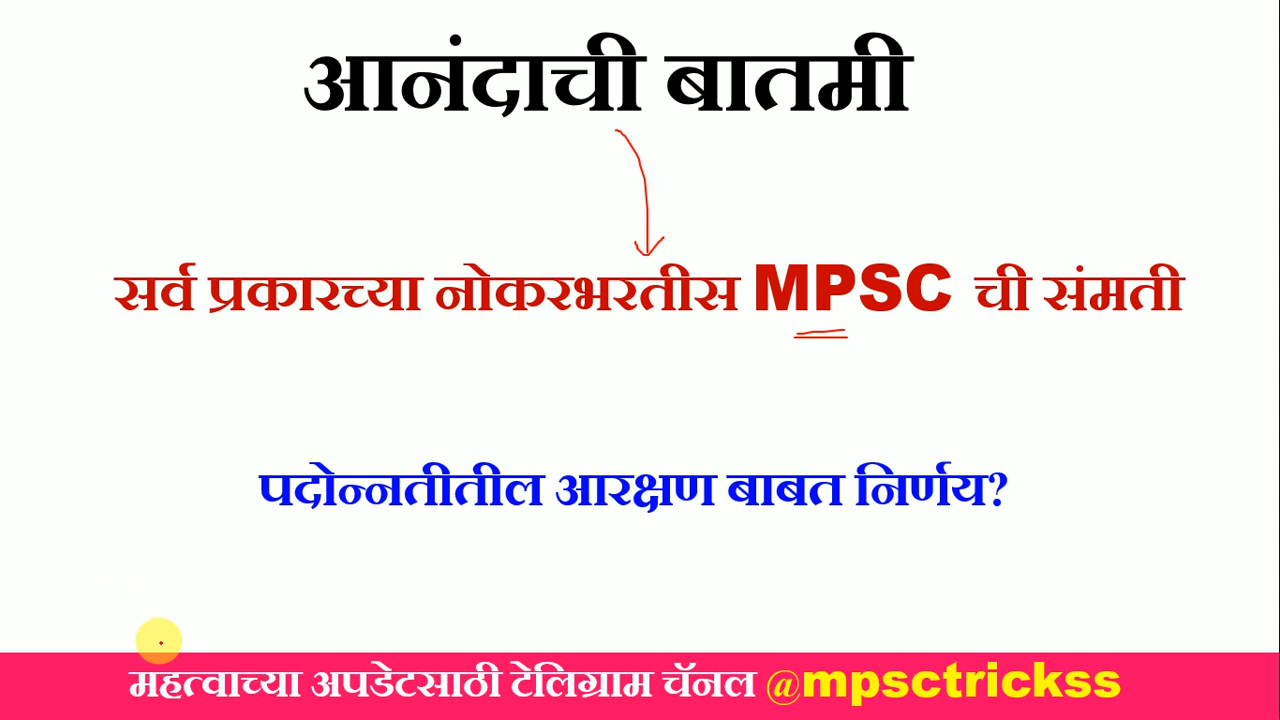 आनंदाची बातमी
सर्व प्रकारच्या नोकरभरतीस MPSC ची संमती
पदोन्नतीतील आरक्षण बाबत निर्णय?
महत्वाच्या अपडेटसाठी टेलिग्राम चॅनल @mpsctrickss